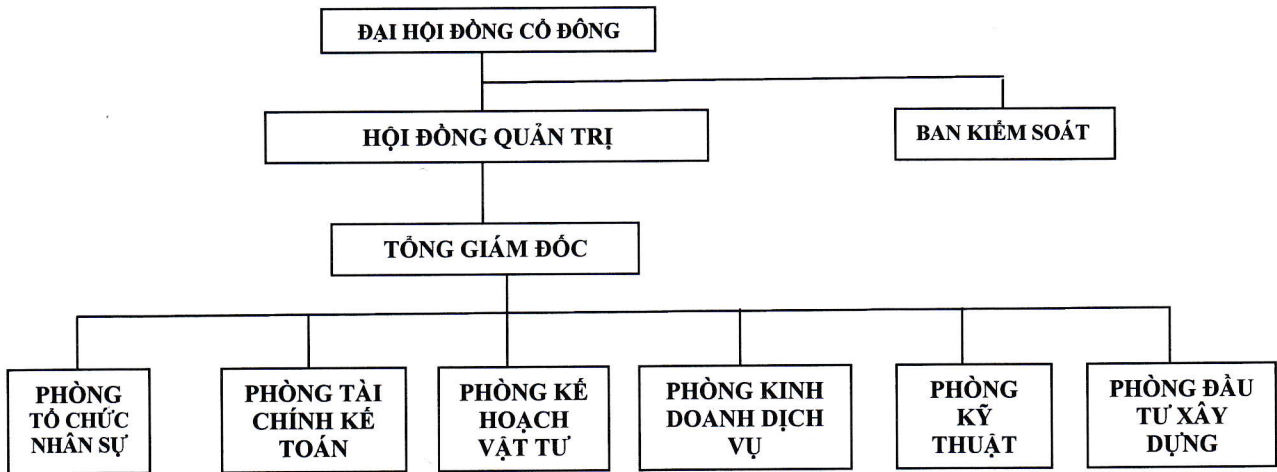 ĐẠI HỘI ĐỒNG CỔ ĐÔNG
HỘI ĐỒNG QUẢN TRỊ
BAN KIỂM SOÁT
TỔNG GIÁM ĐỐC
PHÒNG
TỔ CHỨC
NHÂN SỰ
PHÒNG TÀI
CHÍNH KẾ
TOÁN
PHÒNG KẾ
HOẠCH
VẬT TƯ
PHÒNG KINH
DOANH DỊCH
VỤ
PHÒNG
KỸ
THUẬT
PHÒNG ĐẦU
TƯ XÂY
DỰNG